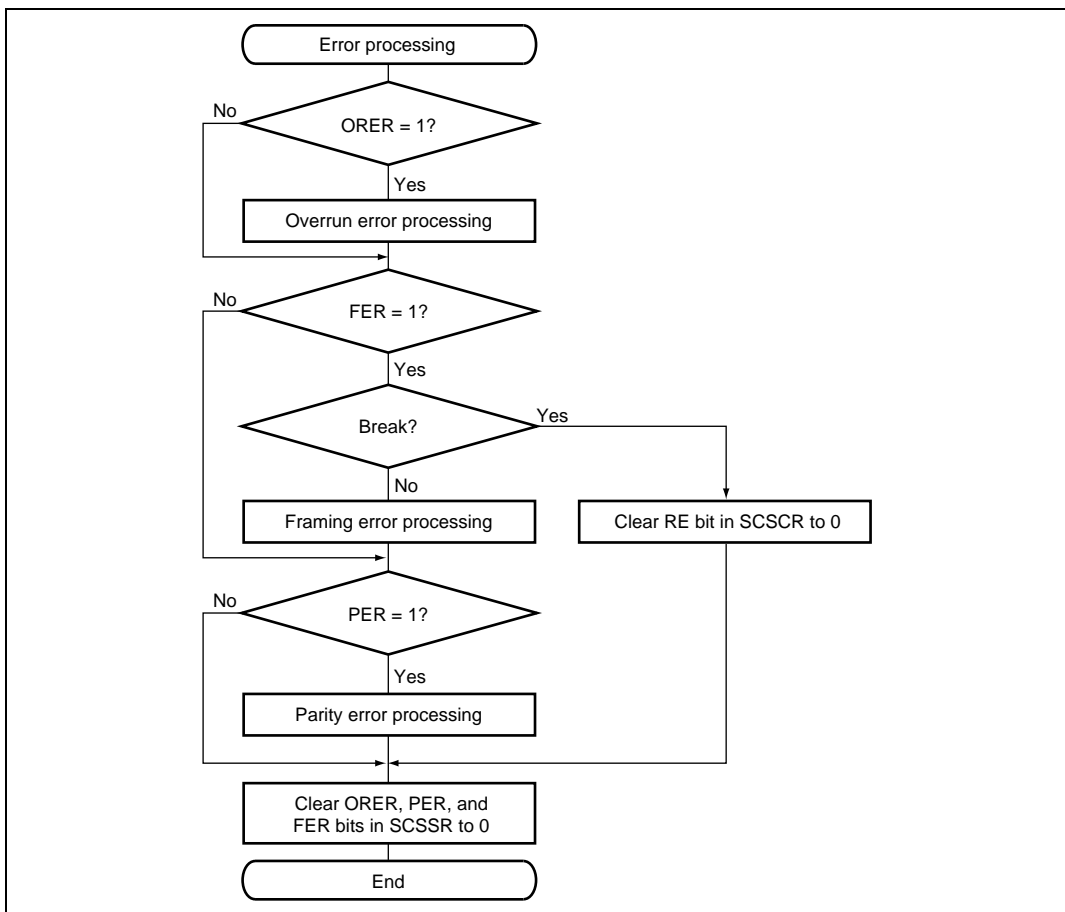 Error processing
No
ORER = 1?
Yes
Overrun error processing
No
FER = 1?
Yes
Break?
Yes
No
Framing error processing
Clear RE bit in SCSCR to 0
No
PER = 1?
Yes
Parity error processing
Clear ORER, PER, and
FER bits in SCSSR to 0
End